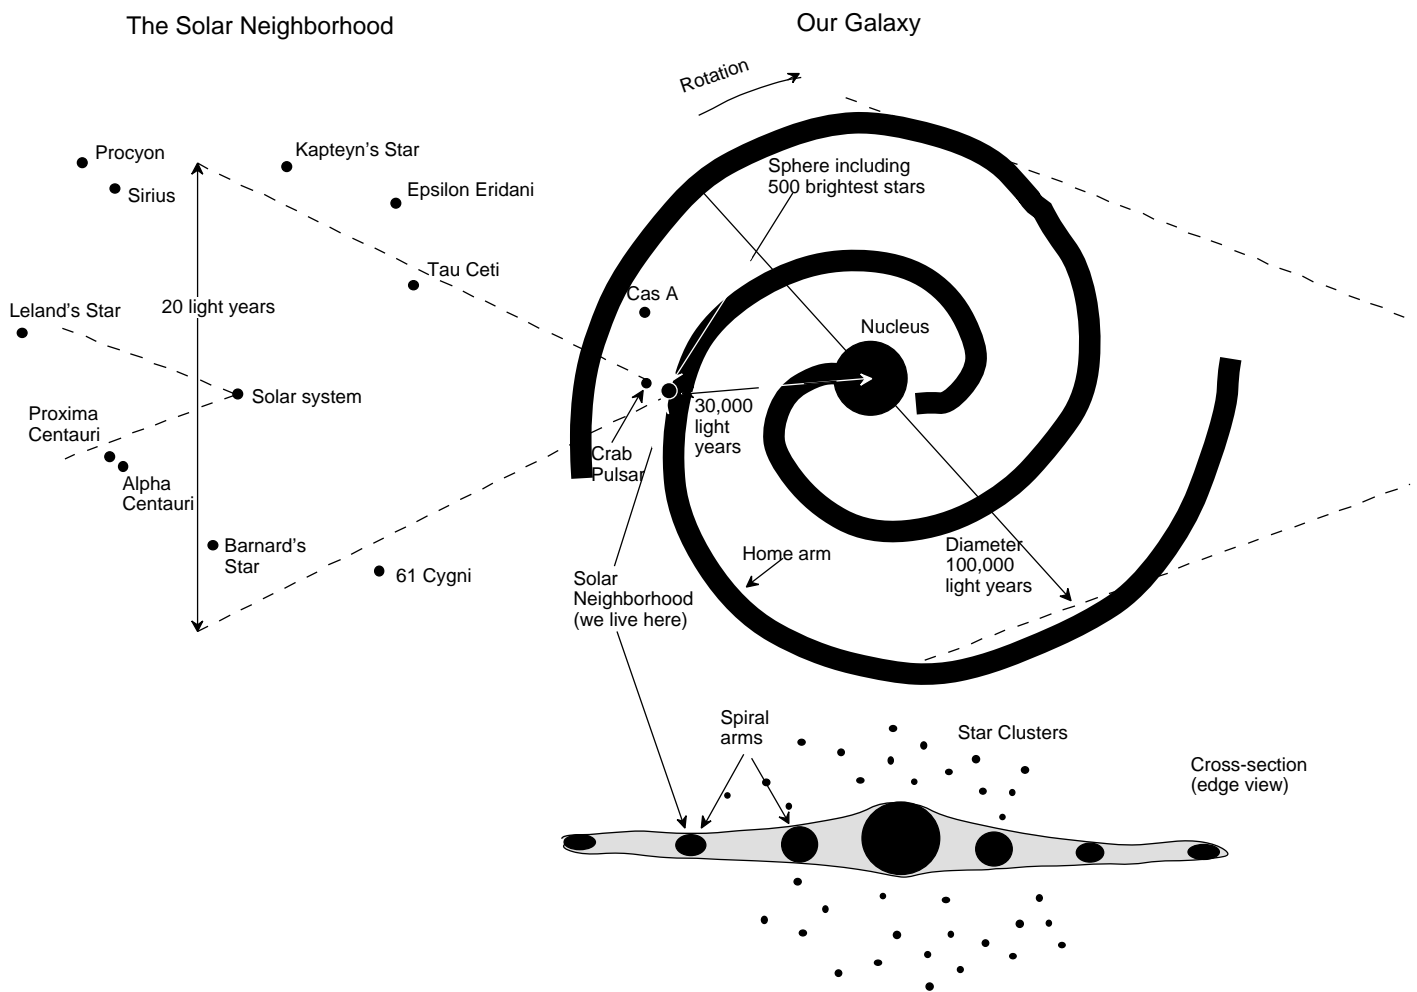 The Solar Neighborhood
Our Galaxy
Rotation
Procyon
Sirius
Kapteyn's Star
Epsilon Eridani
Tau Ceti
20 light years
Leland's Star
Solar system
Proxima
Centauri
Alpha
Centauri
Barnard's
Star
61 Cygni
Sphere including
500 brightest stars
Cas A
Nucleus
30,000
light
years
Crab
Pulsar
Home arm
Diameter
100,000
light years
Solar
Neighborhood
(we live here)
Spiral
arms
Star Clusters
Cross-section
(edge view)